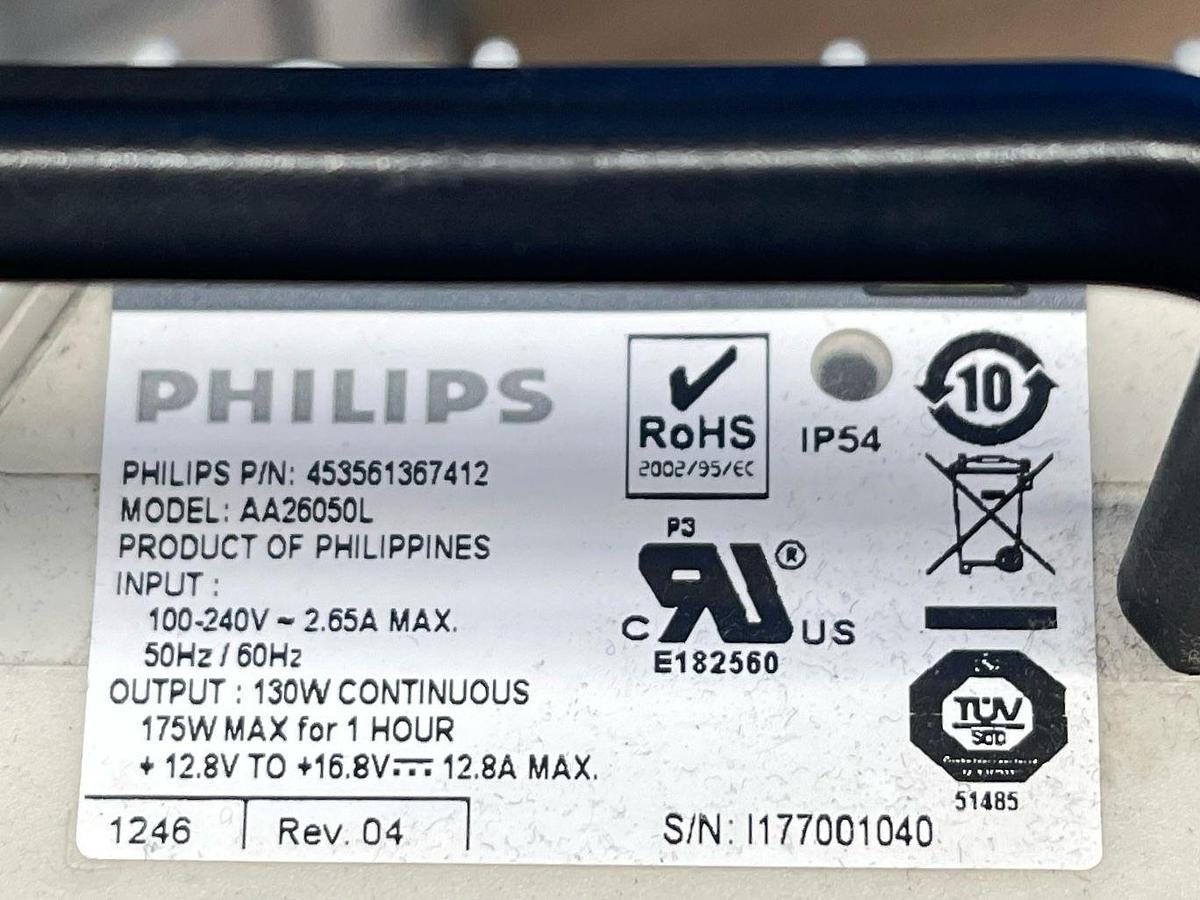 PHILIPS
PHILIPS P/N: 453561367412
MODEL: AA26050L
PRODUCT OF PHILIPPINES
INPUT :
100-240V ~ 2.65A MAX.
50Hz / 60Hz
OUTPUT : 130W CONTINUOUS
175W MAX for 1 HOUR
+ 12.8V TO +16.8V⎓ 12.8A MAX.
1246
Rev. 04
RoHS
2002/95/EC
IP54
10
P3
C RU ® US
E182560
TÜV
SÜD
51485
S/N: I177001040